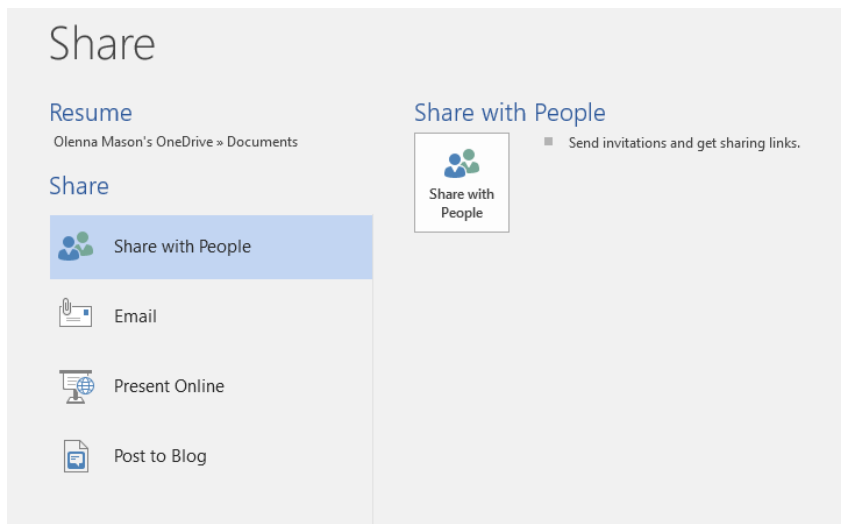 Share
Resume
Olenna Mason's OneDrive » Documents
Share
Share with People
Email
Present Online
Post to Blog
Share with People
Share with
People
Send invitations and get sharing links.